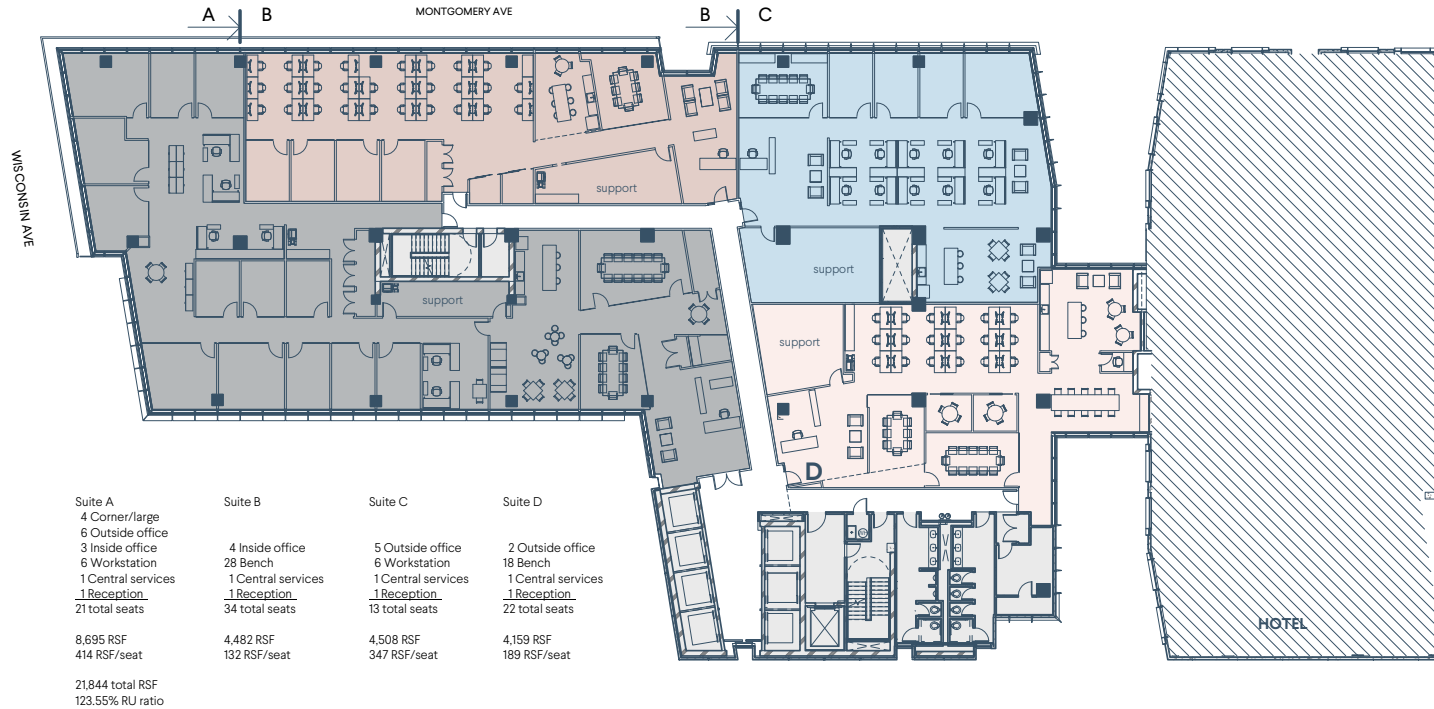 A B
MONTGOMERY AVE
B C
WISCONSIN AVE
support
support
support
support
D
HOTEL
Suite A
4 Corner/large
6 Outside office
3 Inside office
6 Workstation
1 Central services
1 Reception
21 total seats
8,695 RSF
414 RSF/seat
21,844 total RSF
123.55% RU ratio
Suite B
4 Inside office
28 Bench
1 Central services
1 Reception
34 total seats
4,482 RSF
132 RSF/seat
Suite C
5 Outside office
6 Workstation
1 Central services
1 Reception
13 total seats
4,508 RSF
347 RSF/seat
Suite D
2 Outside office
18 Bench
1 Central services
1 Reception
22 total seats
4,159 RSF
189 RSF/seat